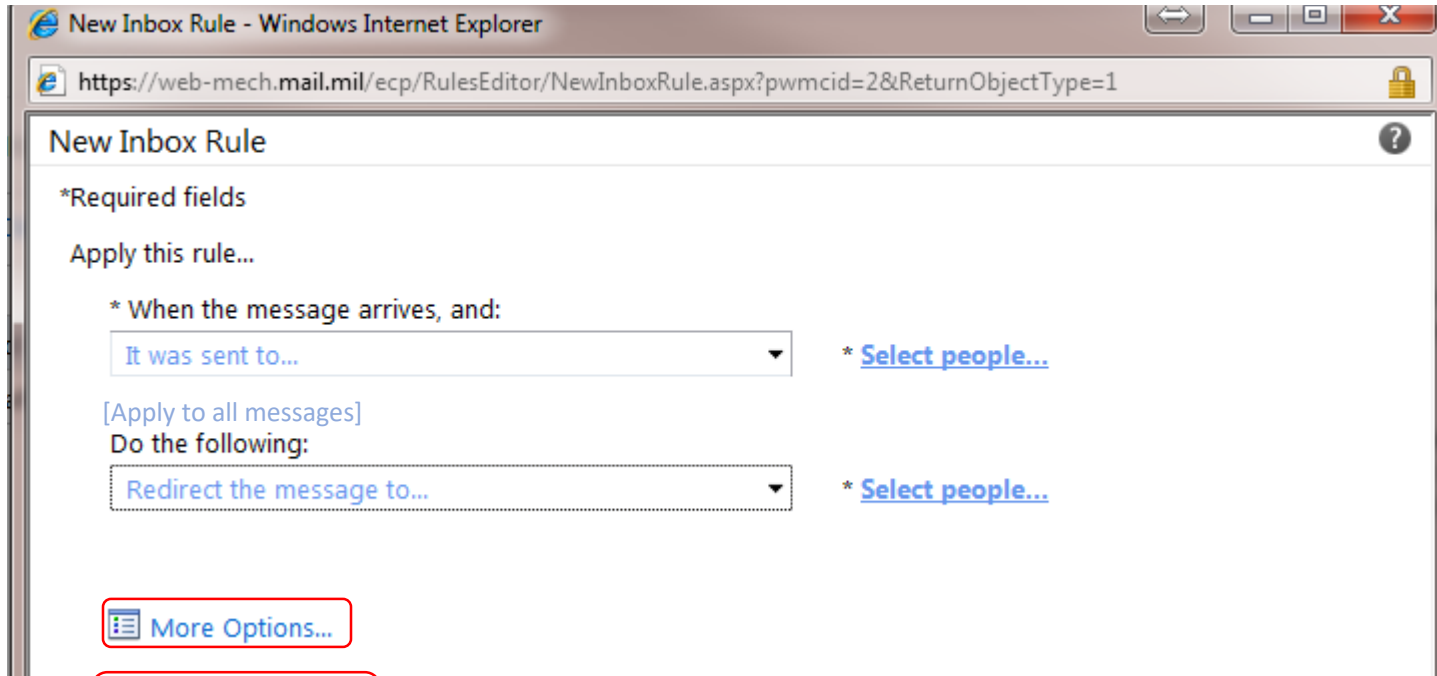 New Inbox Rule - Windows Internet Explorer
https://web-mech.mail.mil/ecp/RulesEditor/NewInboxRule.aspx?pwmcid=2&ReturnObjectType=1
New Inbox Rule
*Required fields
Apply this rule...
* When the message arrives, and:
It was sent to... * Select people...
[Apply to all messages]
Do the following:
Redirect the message to... * Select people...
More Options...